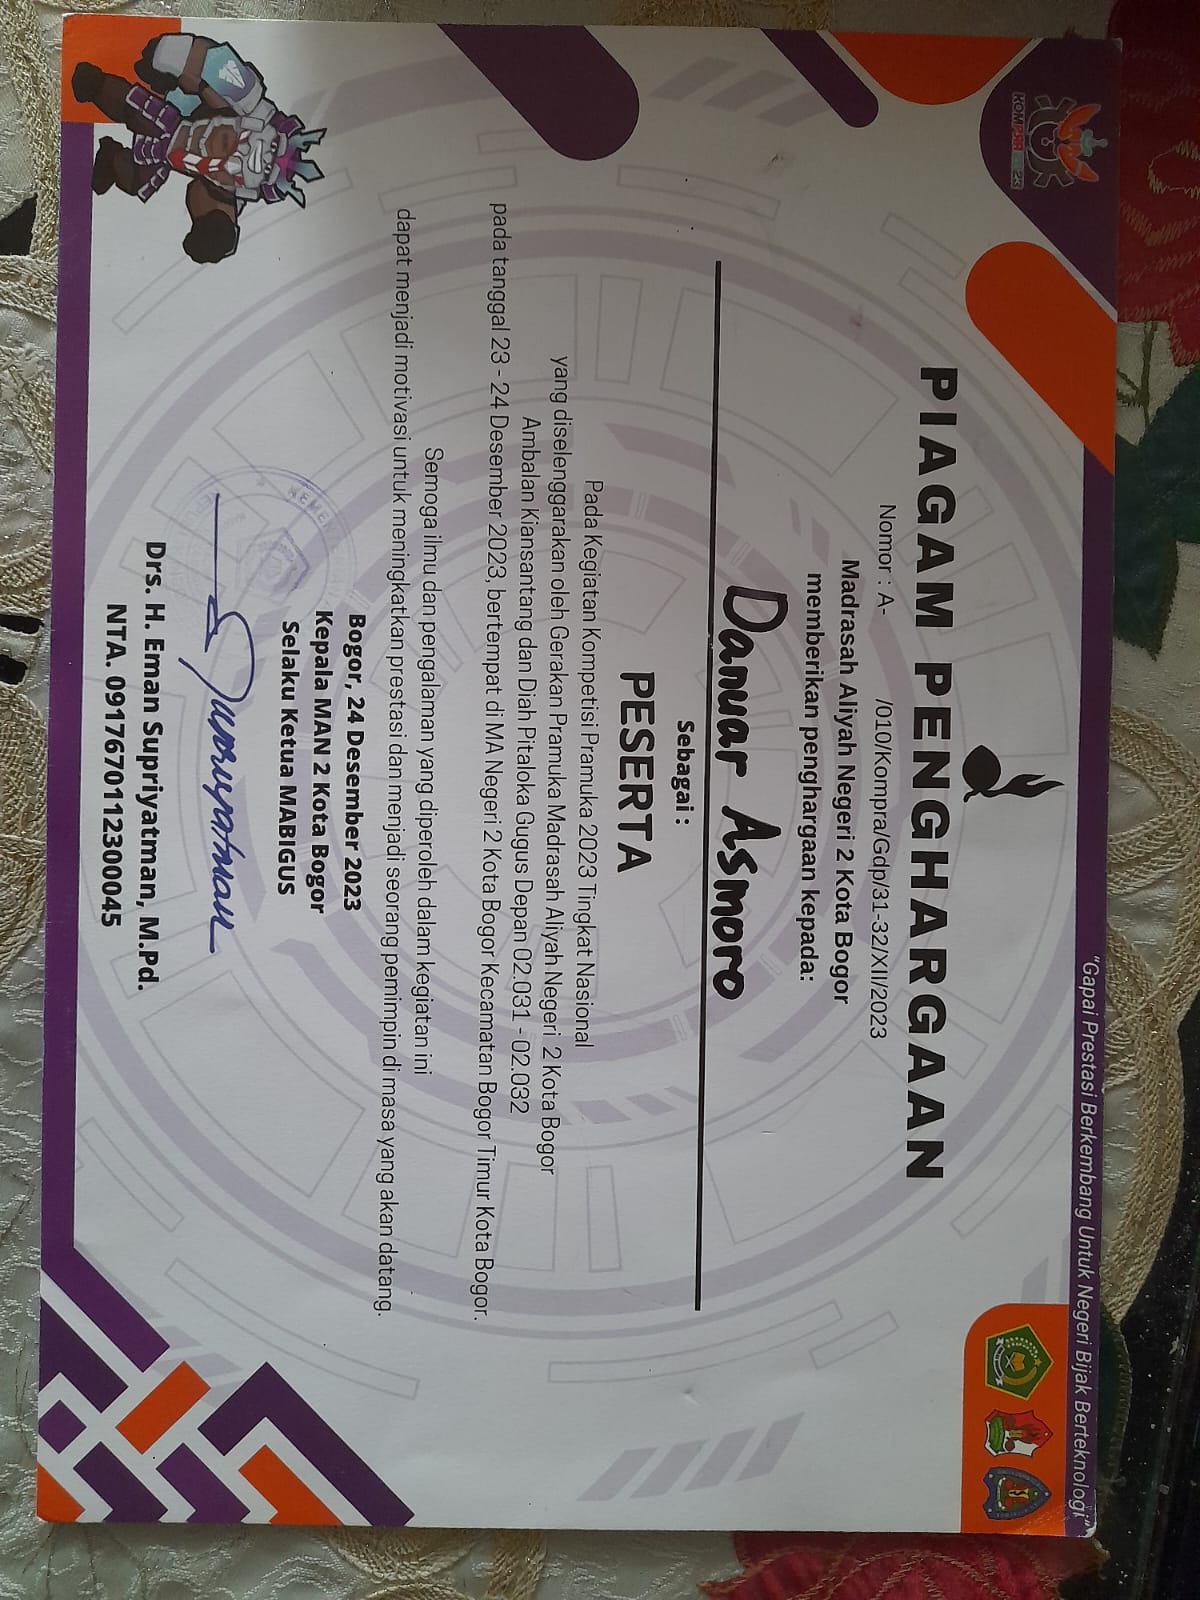 "Gapai Prestasi Berkembang Untuk Negeri Bijak Berteknologi"
KOMPRA 2023
PIAGAM PENGHARGAAN
Nomor : A- /010/Kompra/Gdp/31-32/XII/2023
Madrasah Aliyah Negeri 2 Kota Bogor
memberikan penghargaan kepada:
Danuar Asmoro
Sebagai :
PESERTA
Pada Kegiatan Kompetisi Pramuka 2023 Tingkat Nasional
yang diselenggarakan oleh Gerakan Pramuka Madrasah Aliyah Negeri 2 Kota Bogor
Ambalan Kiansantang dan Diah Pitaloka Gugus Depan 02.031 - 02.032
pada tanggal 23 - 24 Desember 2023, bertempat di MA Negeri 2 Kota Bogor Kecamatan Bogor Timur Kota Bogor.
Semoga ilmu dan pengalaman yang diperoleh dalam kegiatan ini
dapat menjadi motivasi untuk meningkatkan prestasi dan menjadi seorang pemimpin di masa yang akan datang.
Bogor, 24 Desember 2023
Kepala MAN 2 Kota Bogor
Selaku Ketua MABIGUS
Drs. H. Eman Supriyatman, M.Pd.
NTA. 0917670112300045